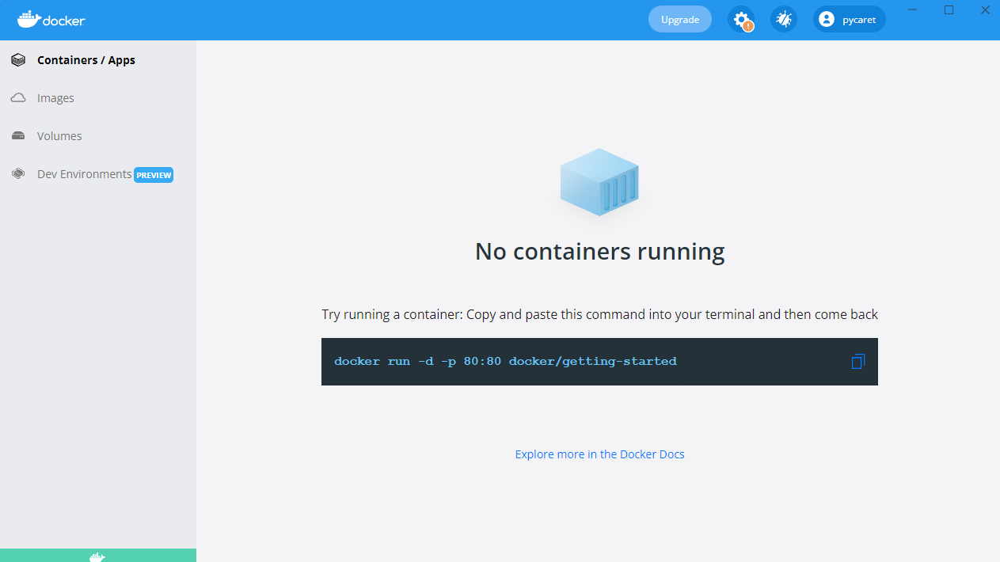 docker
Upgrade
pycaret
Containers / Apps
Images
Volumes
Dev Environments PREVIEW
No containers running
Try running a container: Copy and paste this command into your terminal and then come back
docker run -d -p 80:80 docker/getting-started
Explore more in the Docker Docs